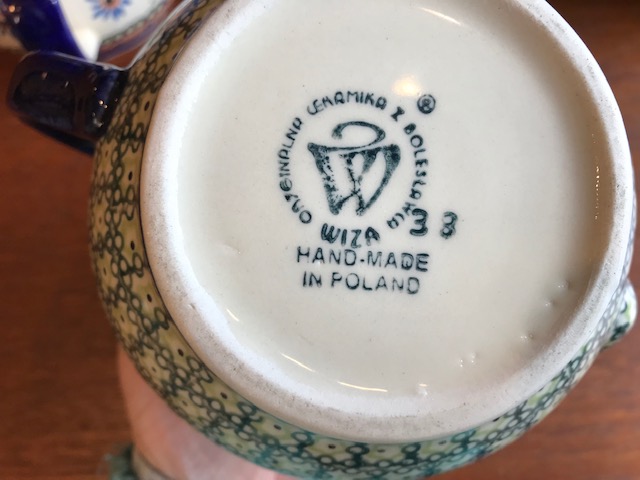 ORYGINALNA CERAMIKA Z BOLESŁAWCA
®
WIZA
33
HAND-MADE
IN POLAND